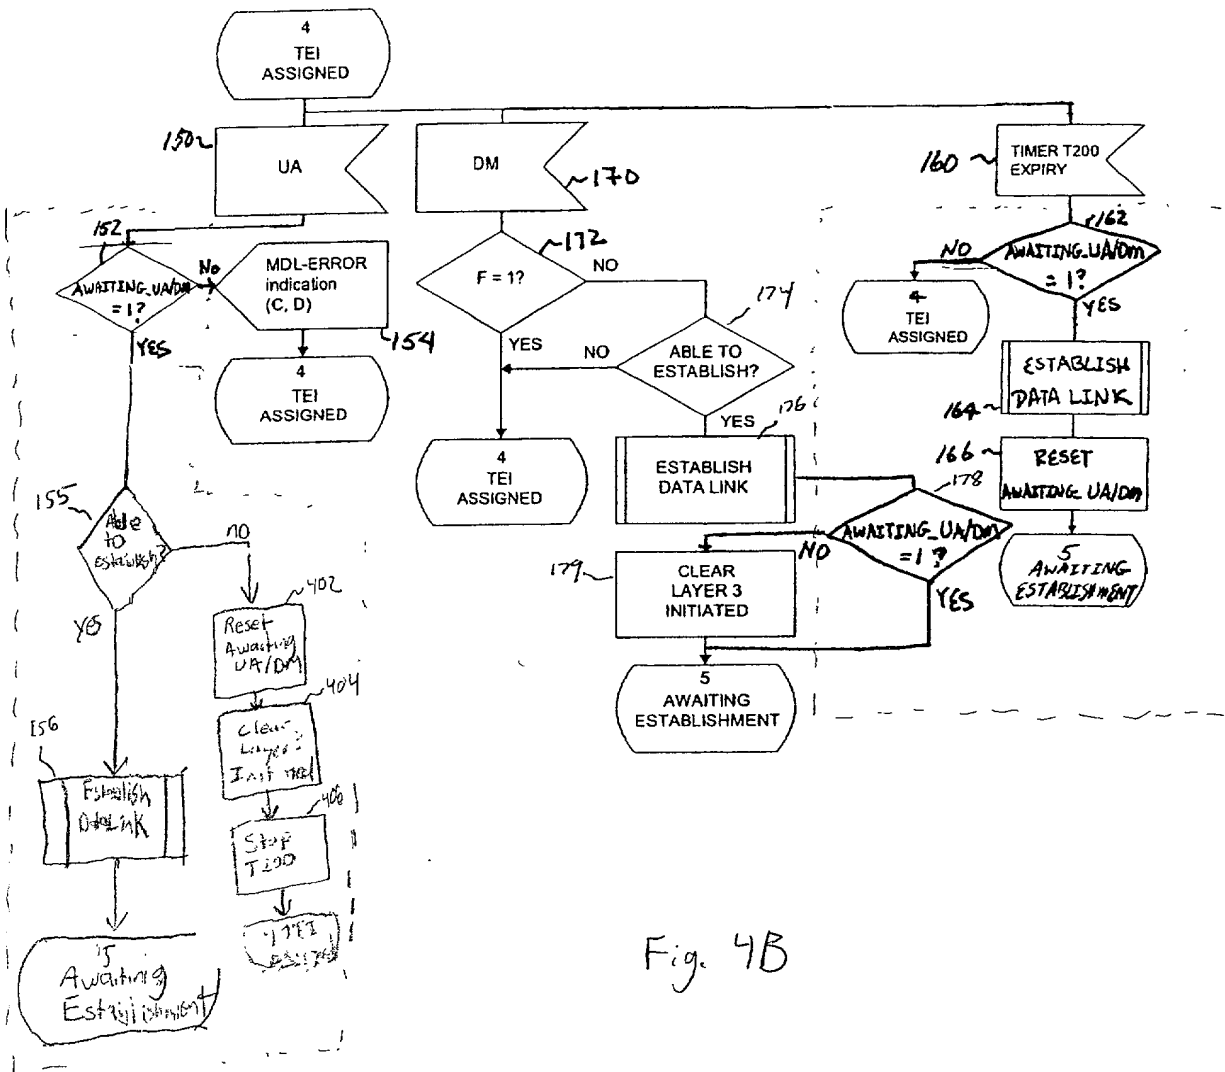 4
TEI
ASSIGNED
150
UA
DM
170
160
TIMER T200
EXPIRY
152
AWAITING_UA/DM
=1?
No
YES
MDL-ERROR
indication
(C, D)
154
4
TEI
ASSIGNED
172
F = 1?
NO
YES
174
ABLE TO
ESTABLISH?
NO
YES
4
TEI
ASSIGNED
176
ESTABLISH
DATA LINK
178
AWAITING_UA/DM
=1?
NO
YES
179
CLEAR
LAYER 3
INITIATED
5
AWAITING
ESTABLISHMENT
162
AWAITING_UA/DM
=1?
NO
YES
4
TEI
ASSIGNED
ESTABLISH
DATA LINK
164
166
RESET
AWAITING_UA/DM
5
AWAITING
ESTABLISHMENT
155
Able
to
Establish?
NO
YES
402
Reset
Awaiting
UA/DM
404
Clear
406
Stop
T200
4 TEI
156
Establish
DataLink
5
Awaiting
Establishment
Fig. 4B